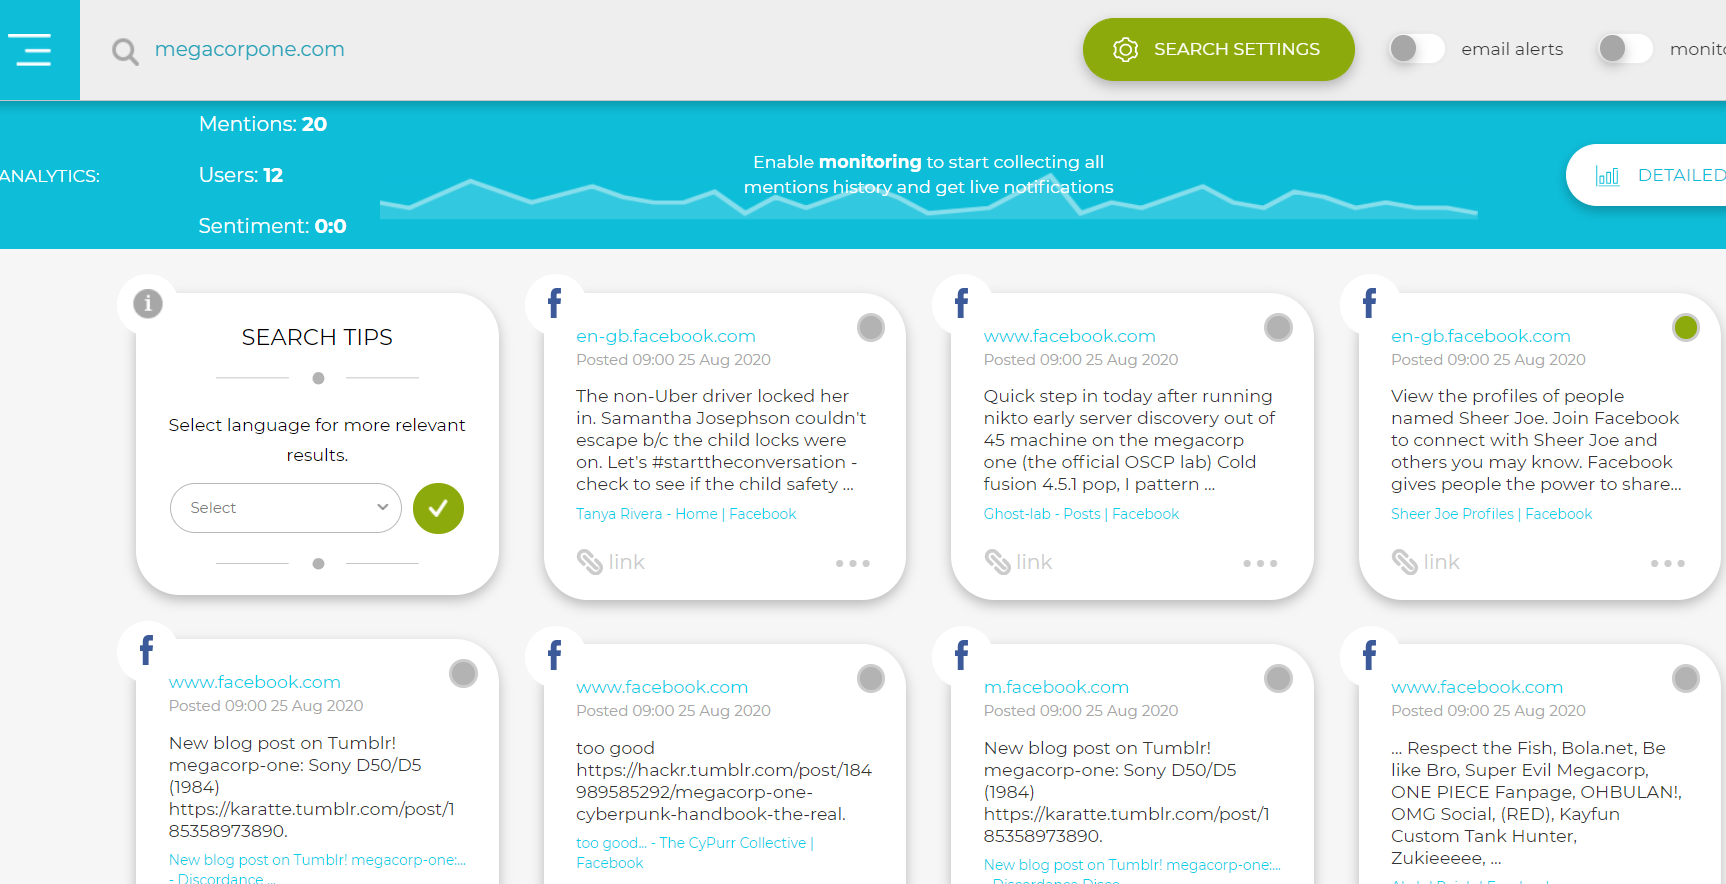 megacorpone.com
SEARCH SETTINGS
email alerts
ANALYTICS:
Mentions: 20
Users: 12
Sentiment: 0:0
Enable monitoring to start collecting all
mentions history and get live notifications
DETAILED
SEARCH TIPS
Select language for more relevant
results.
Select
en-gb.facebook.com
Posted 09:00 25 Aug 2020
The non-Uber driver locked her
in. Samantha Josephson couldn't
escape b/c the child locks were
on. Let's #starttheconversation -
check to see if the child safety ...
Tanya Rivera - Home | Facebook
link
www.facebook.com
Posted 09:00 25 Aug 2020
Quick step in today after running
nikto early server discovery out of
45 machine on the megacorp
one (the official OSCP lab) Cold
fusion 4.5.1 pop, I pattern ...
Ghost-lab - Posts | Facebook
link
en-gb.facebook.com
Posted 09:00 25 Aug 2020
View the profiles of people
named Sheer Joe. Join Facebook
to connect with Sheer Joe and
others you may know. Facebook
gives people the power to share...
Sheer Joe Profiles | Facebook
link
www.facebook.com
Posted 09:00 25 Aug 2020
New blog post on Tumblr!
megacorp-one: Sony D50/D5
(1984)
https://karatte.tumblr.com/post/1
85358973890.
New blog post on Tumblr! megacorp-one:...
- Discordance ...
www.facebook.com
Posted 09:00 25 Aug 2020
too good
https://hackr.tumblr.com/post/184
989585292/megacorp-one-
cyberpunk-handbook-the-real.
too good... - The CyPurr Collective |
Facebook
m.facebook.com
Posted 09:00 25 Aug 2020
New blog post on Tumblr!
megacorp-one: Sony D50/D5
(1984)
https://karatte.tumblr.com/post/1
85358973890.
New blog post on Tumblr! megacorp-one:...
www.facebook.com
Posted 09:00 25 Aug 2020
... Respect the Fish, Bola.net, Be
like Bro, Super Evil Megacorp,
ONE PIECE Fanpage, OHBULAN!,
OMG Social, (RED), Kayfun
Custom Tank Hunter,
Zukieeeee, ...